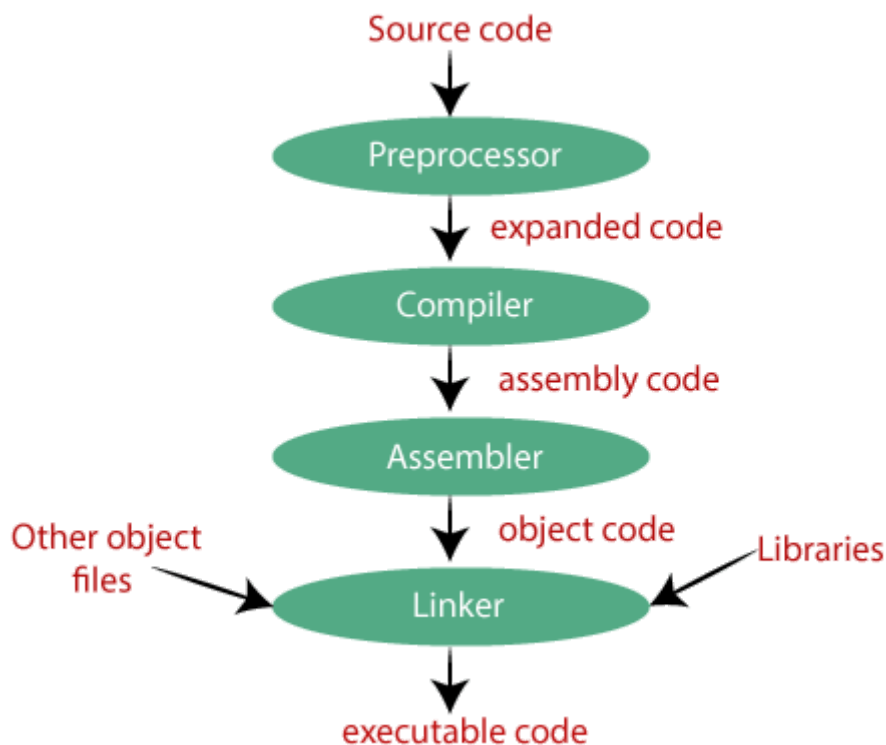 Source code
Preprocessor
expanded code
Compiler
assembly code
Assembler
object code
Other object
files
Libraries
Linker
executable code